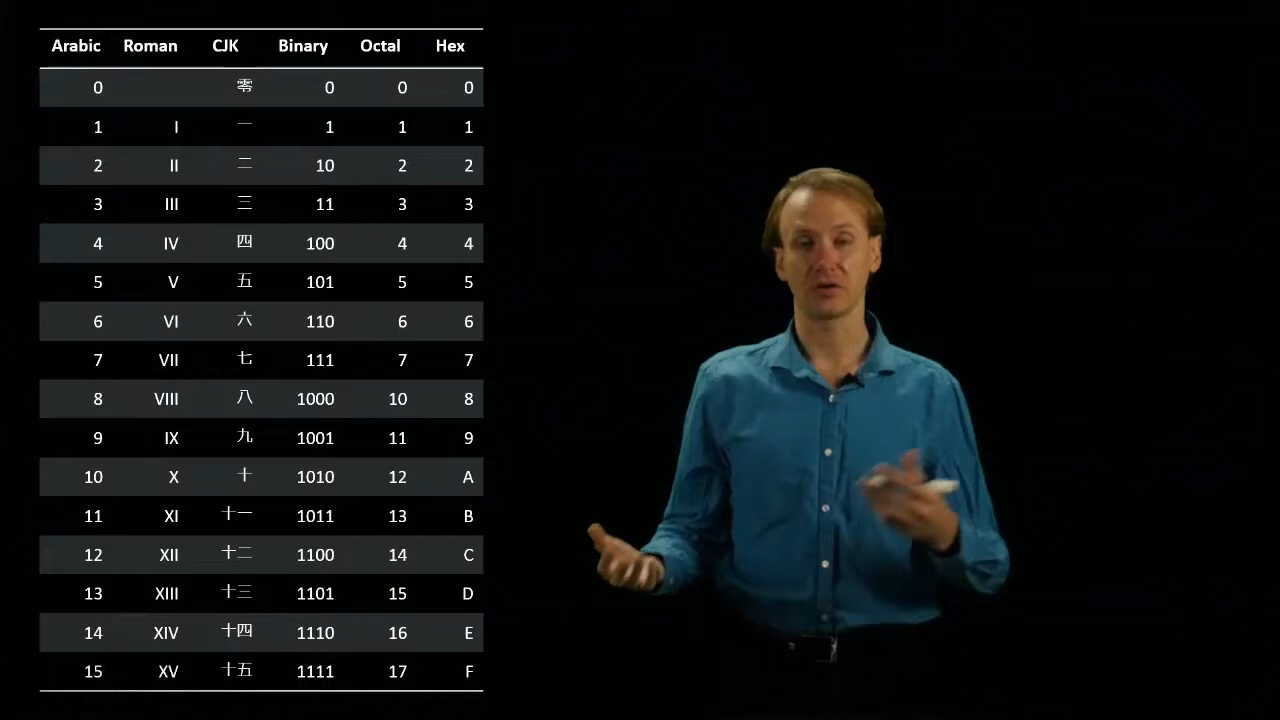 Arabic Roman CJK Binary Octal Hex
0 零 0 0 0
1 I 一 1 1 1
2 II 二 10 2 2
3 III 三 11 3 3
4 IV 四 100 4 4
5 V 五 101 5 5
6 VI 六 110 6 6
7 VII 七 111 7 7
8 VIII 八 1000 10 8
9 IX 九 1001 11 9
10 X 十 1010 12 A
11 XI 十一 1011 13 B
12 XII 十二 1100 14 C
13 XIII 十三 1101 15 D
14 XIV 十四 1110 16 E
15 XV 十五 1111 17 F